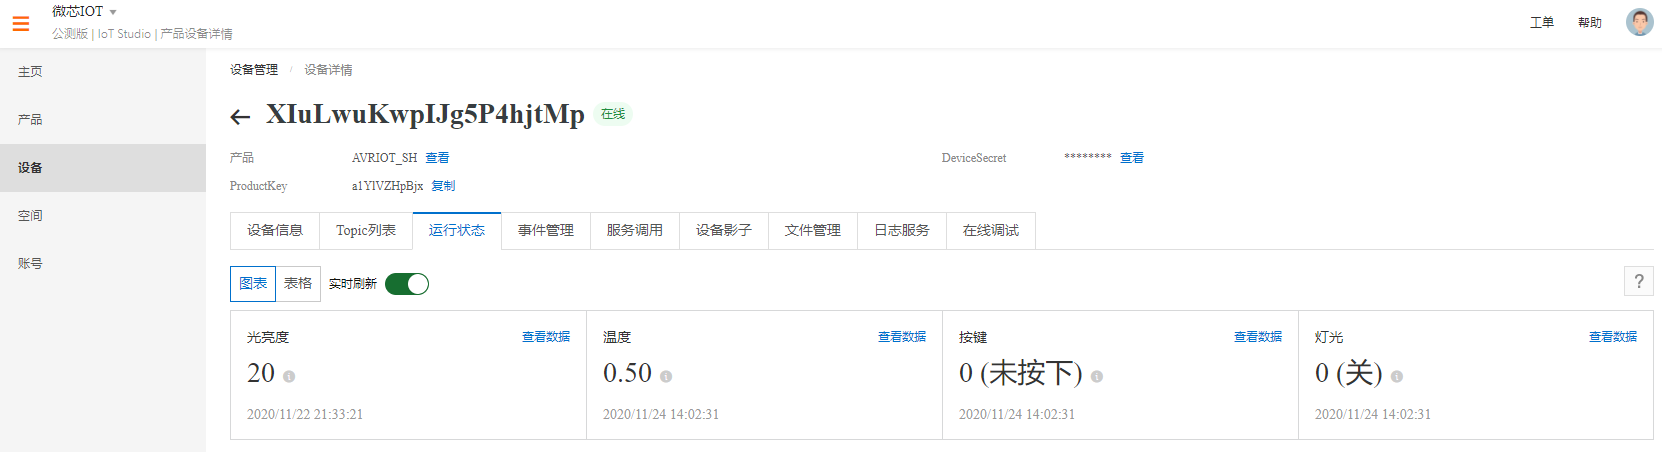 微芯IOT
公测版 | IoT Studio | 产品设备详情
工单 帮助
主页
产品
设备
空间
账号
设备管理 / 设备详情
XIuLwuKwpIJg5P4hjtMp 在线
产品 AVRIOT_SH 查看 DeviceSecret ******** 查看
ProductKey a1YlVZHpBjx 复制
设备信息 Topic列表 运行状态 事件管理 服务调用 设备影子 文件管理 日志服务 在线调试
图表 表格 实时刷新 ?
光亮度 查看数据 温度 查看数据 按键 查看数据 灯光 查看数据
20 0.50 0 (未按下) 0 (关)
2020/11/22 21:33:21 2020/11/24 14:02:31 2020/11/24 14:02:31 2020/11/24 14:02:31